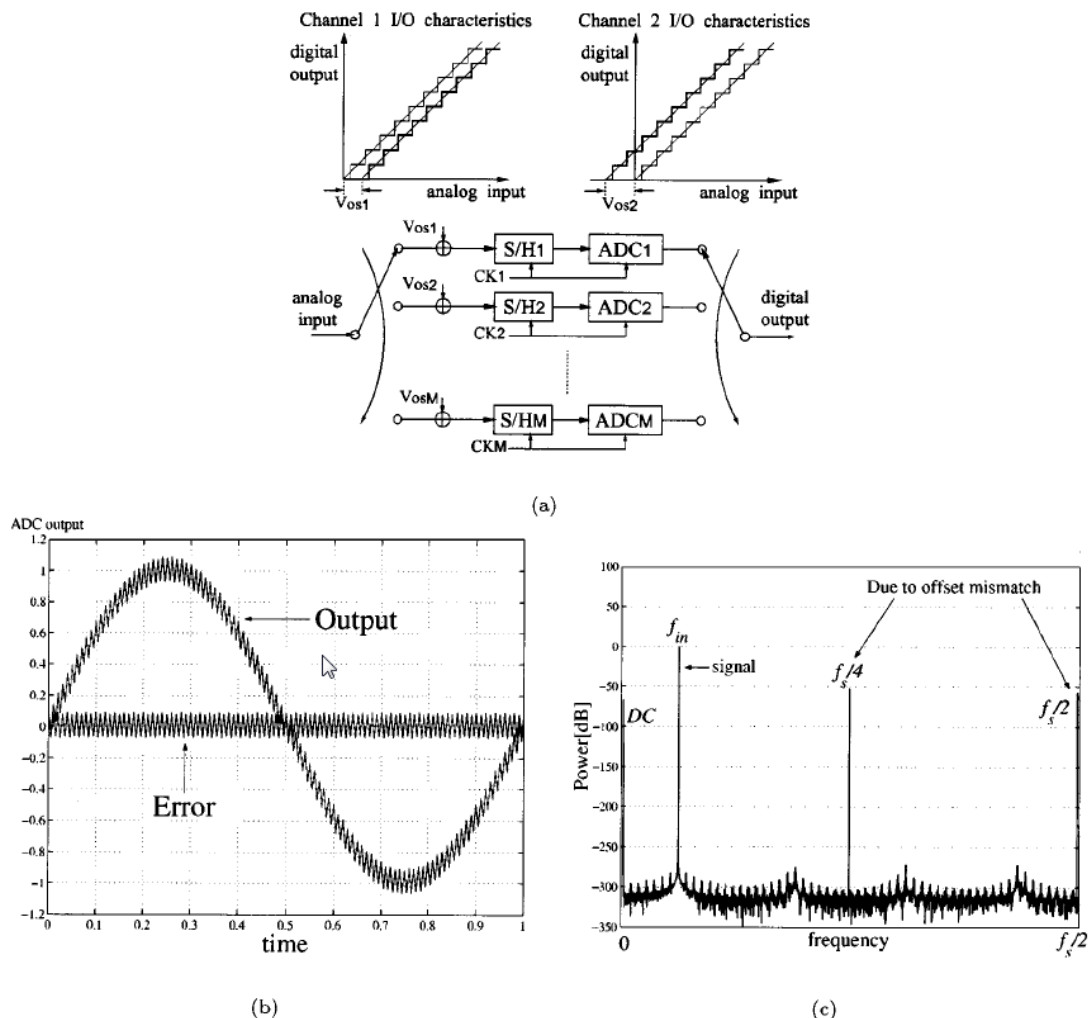 Channel 1 I/O characteristics
Channel 2 I/O characteristics
digital
output
digital
output
analog input
analog input
Vos1
Vos2
Vos1
S/H1
ADC1
CK1
analog
input
Vos2
S/H2
ADC2
CK2
digital
output
VosM
S/HM
ADCM
CKM
(a)
ADC output
1.2
1
0.8
0.6
0.4
0.2
0
-0.2
-0.4
-0.6
-0.8
-1
-1.2
Output
Error
0 0.1 0.2 0.3 0.4 0.5 0.6 0.7 0.8 0.9 1
time
(b)
100
50
0
-50
-100
-150
-200
-250
-300
-350
Power[dB]
Due to offset mismatch
f_in
signal
f_s/4
f_s/2
DC
0
frequency
f_s/2
(c)